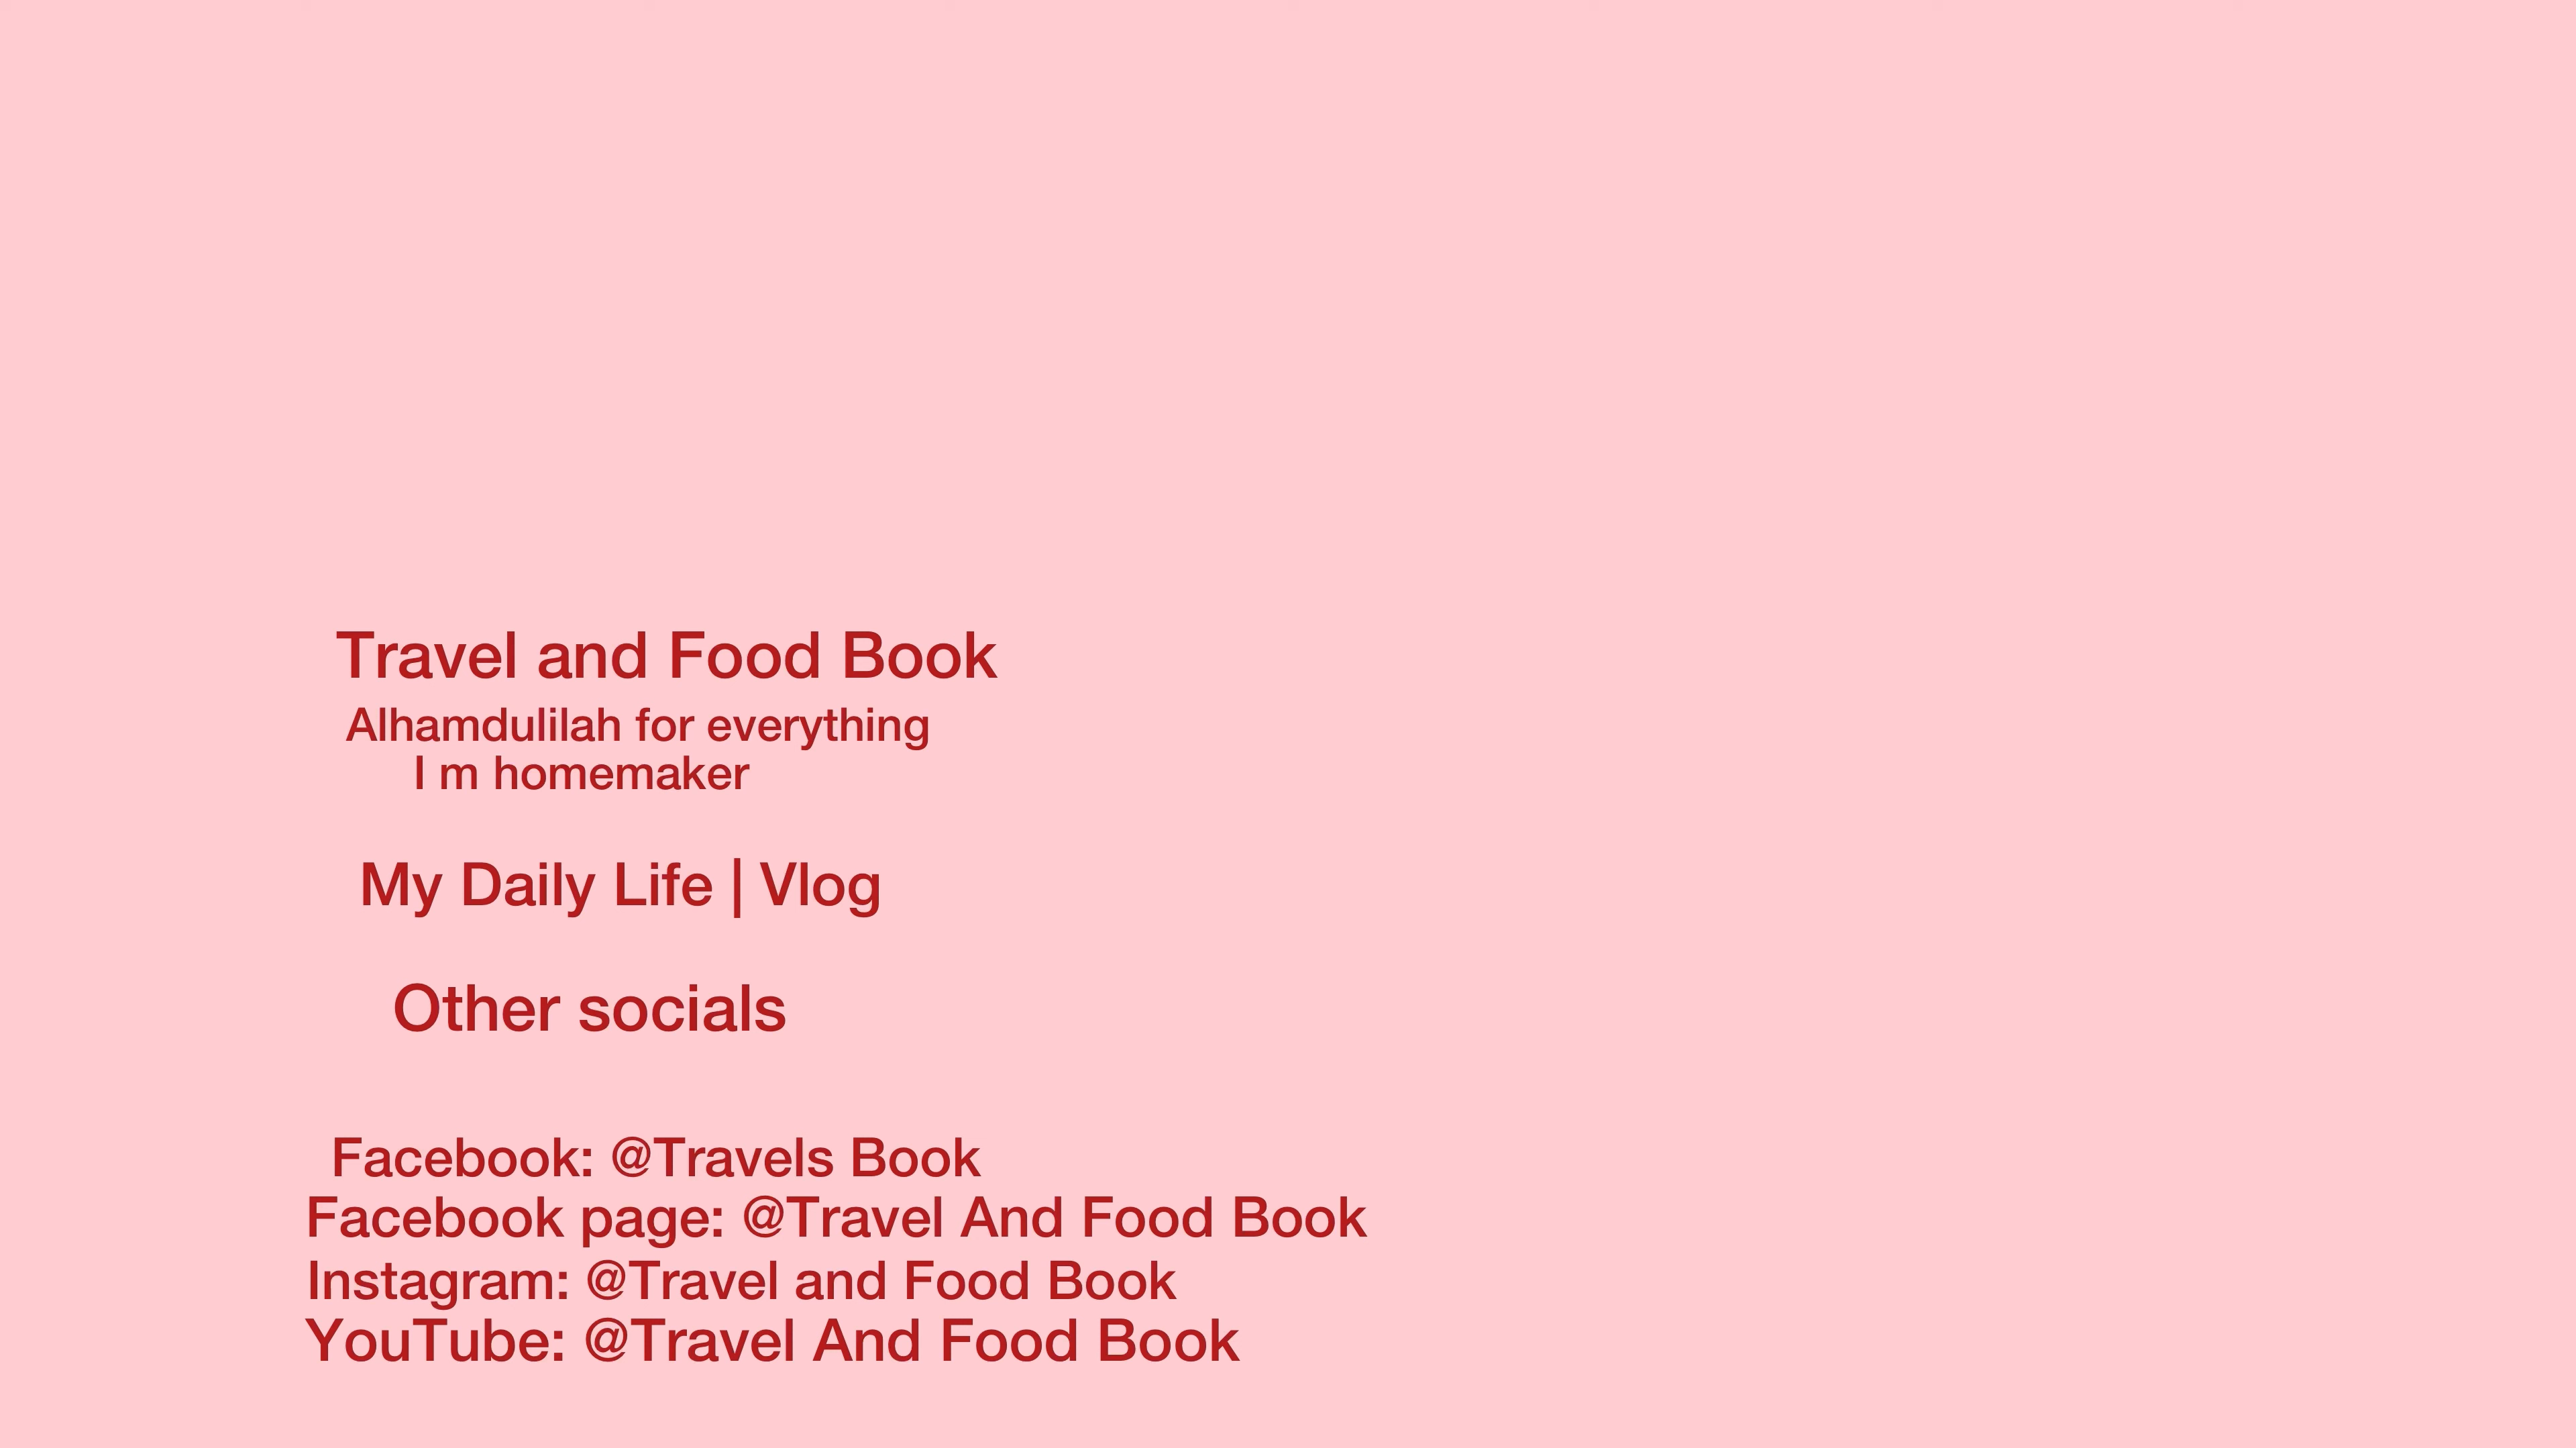 Travel and Food Book
Alhamdulilah for everything
I m homemaker
My Daily Life | Vlog
Other socials
Facebook: @Travels Book
Facebook page: @Travel And Food Book
Instagram: @Travel and Food Book
YouTube: @Travel And Food Book